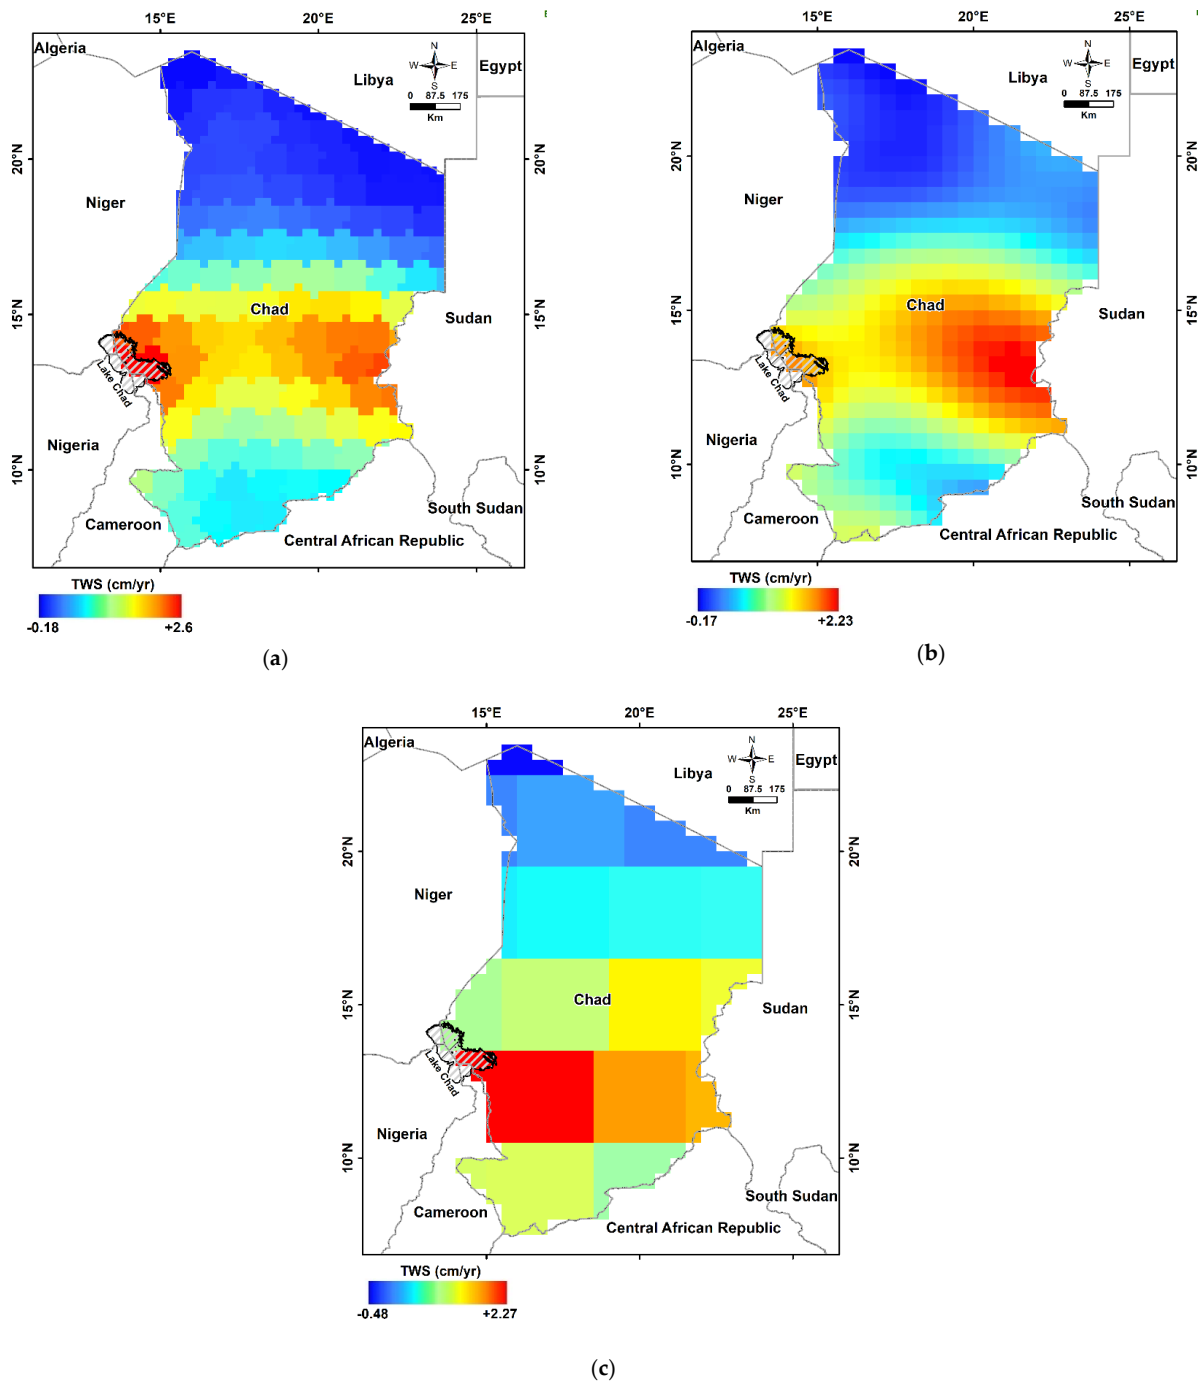 15°E 20°E 25°E
Algeria
Libya
Egypt
N
W E
S
0 87.5 175
Km
20°N
20°N
Niger
Chad
15°N
15°N
Sudan
Lake Chad
Nigeria
10°N
10°N
South Sudan
Cameroon
Central African Republic
TWS (cm/yr)
-0.18 +2.6
(a)
15°E 20°E 25°E
Algeria
Libya
Egypt
N
W E
S
0 87.5 175
Km
20°N
20°N
Niger
Chad
15°N
15°N
Sudan
Lake Chad
Nigeria
10°N
10°N
South Sudan
Cameroon
Central African Republic
TWS (cm/yr)
-0.17 +2.23
(b)
15°E 20°E 25°E
Algeria
Libya
Egypt
N
W E
S
0 87.5 175
Km
20°N
20°N
Niger
Chad
15°N
15°N
Sudan
Lake Chad
Nigeria
10°N
10°N
South Sudan
Cameroon
Central African Republic
TWS (cm/yr)
-0.48 +2.27
(c)